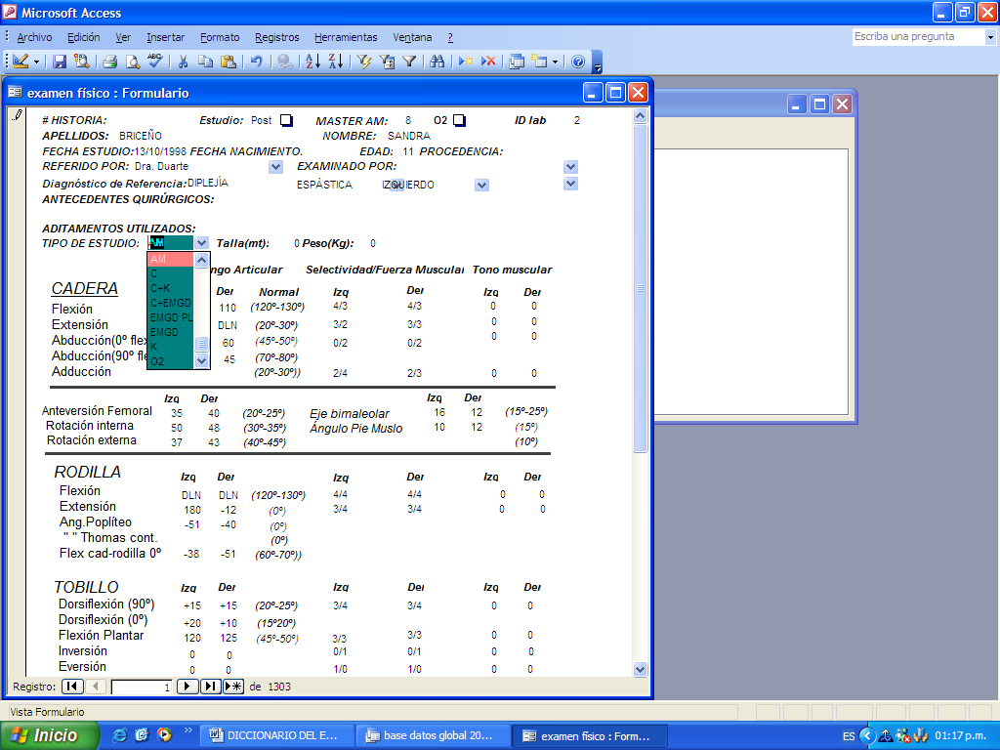 Microsoft Access
Archivo Edición Ver Insertar Formato Registros Herramientas Ventana ?
Escriba una pregunta
examen físico : Formulario
# HISTORIA: Estudio: Post MASTER AM: 8 O2 ID lab 2
APELLIDOS: BRICEÑO NOMBRE: SANDRA
FECHA ESTUDIO: 13/10/1998 FECHA NACIMIENTO. EDAD: 11 PROCEDENCIA:
REFERIDO POR: Dra. Duarte EXAMINADO POR:
Diagnóstico de Referencia: DIPLEJÍA ESPÁSTICA IZQUIERDO
ANTECEDENTES QUIRÚRGICOS:
ADITAMENTOS UTILIZADOS:
TIPO DE ESTUDIO: AM Talla(mt): 0 Peso(Kg): 0
AM
C
C+K
C+EMGD
EMGD PL
EMGD
K
O2
ngo Articular Selectividad/Fuerza Muscular Tono muscular
CADERA Der Normal Izq Der Izq Der
Flexión 110 (120º-130º) 4/3 4/3 0 0
Extensión DLN (20º-30º) 3/2 3/3 0 0
Abducción(0º flex 60 (45º-50º) 0/2 0/2 0 0
Abducción(90º fle 45 (70º-80º)
Adducción (20º-30º)) 2/4 2/3 0 0
Izq Der Izq Der
Anteversión Femoral 35 40 (20º-25º) Eje bimaleolar 16 12 (15º-25º)
Rotación interna 50 48 (30º-35º) Ángulo Pie Muslo 10 12 (15º)
Rotación externa 37 43 (40º-45º) (10º)
RODILLA Izq Der Izq Der Izq Der
Flexión DLN DLN (120º-130º) 4/4 4/4 0 0
Extensión 180 -12 (0º) 3/4 3/4 0 0
Ang.Poplíteo -51 -40 (0º)
" " Thomas cont. (0º)
Flex cad-rodilla 0º -38 -51 (60º-70º))
TOBILLO Izq Der Izq Der Izq Der
Dorsiflexión (90º) +15 +15 (20º-25º) 3/4 3/4 0 0
Dorsiflexión (0º) +20 +10 (15º20º)
Flexión Plantar 120 125 (45º-50º) 3/3 3/3 0 0
Inversión 0 0 0/1 0/1 0 0
Eversión 0 0 1/0 1/0 0 0
Registro: 1 de 1303
Vista Formulario
Inicio DICCIONARIO DEL E... base datos global 20... examen físico : Form... ES 01:17 p.m.